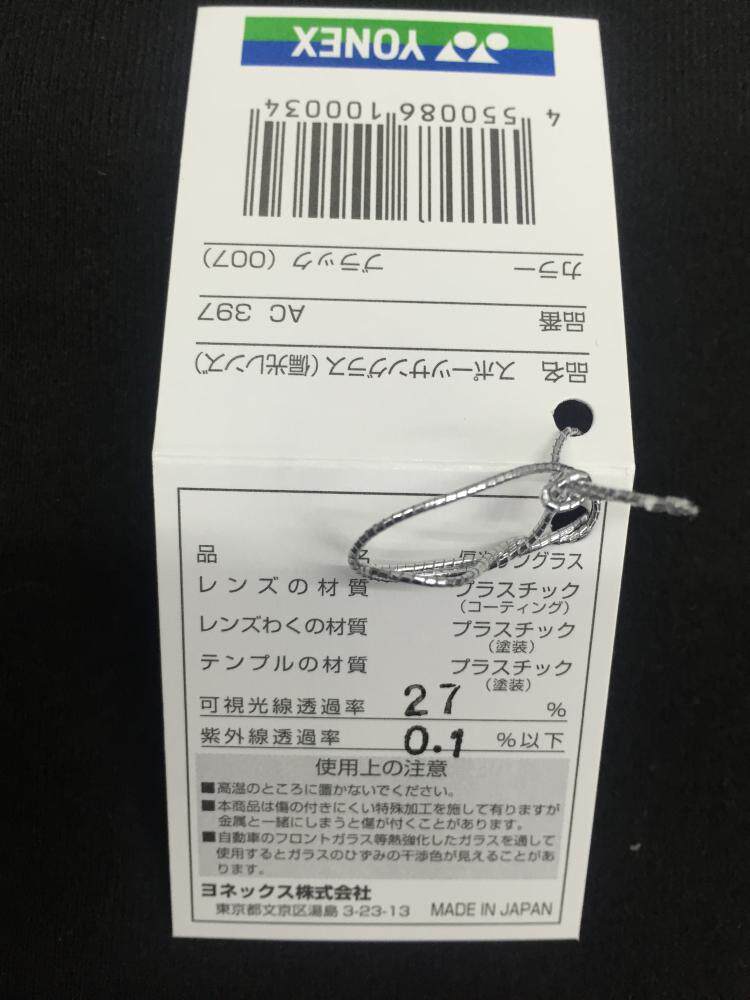 YONEX
4 550086 100034
カラー ブラック (007)
品番 AC 397
品名 スポーツサングラス (偏光レンズ)
品 名 偏光サングラス
レンズの材質 プラスチック
(コーティング)
レンズわくの材質 プラスチック
(塗装)
テンプルの材質 プラスチック
(塗装)
可視光線透過率 27 %
紫外線透過率 0.1 %以下
使用上の注意
■高温のところに置かないでください。
■本商品は傷の付きにくい特殊加工を施して有りますが
金属と一緒にしまうと傷が付くことがあります。
■自動車のフロントガラス等熱強化したガラスを通して
使用するとガラスのひずみの干渉色が見えることがあ
ります。
ヨネックス株式会社
東京都文京区湯島 3-23-13 MADE IN JAPAN